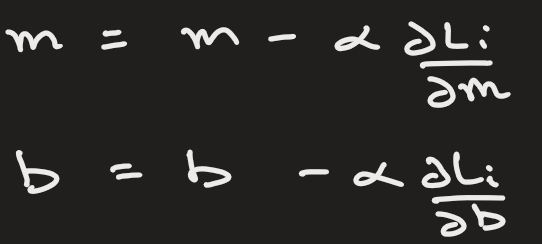 m = m - α ∂Li/∂m
b = b - α ∂Li/∂b